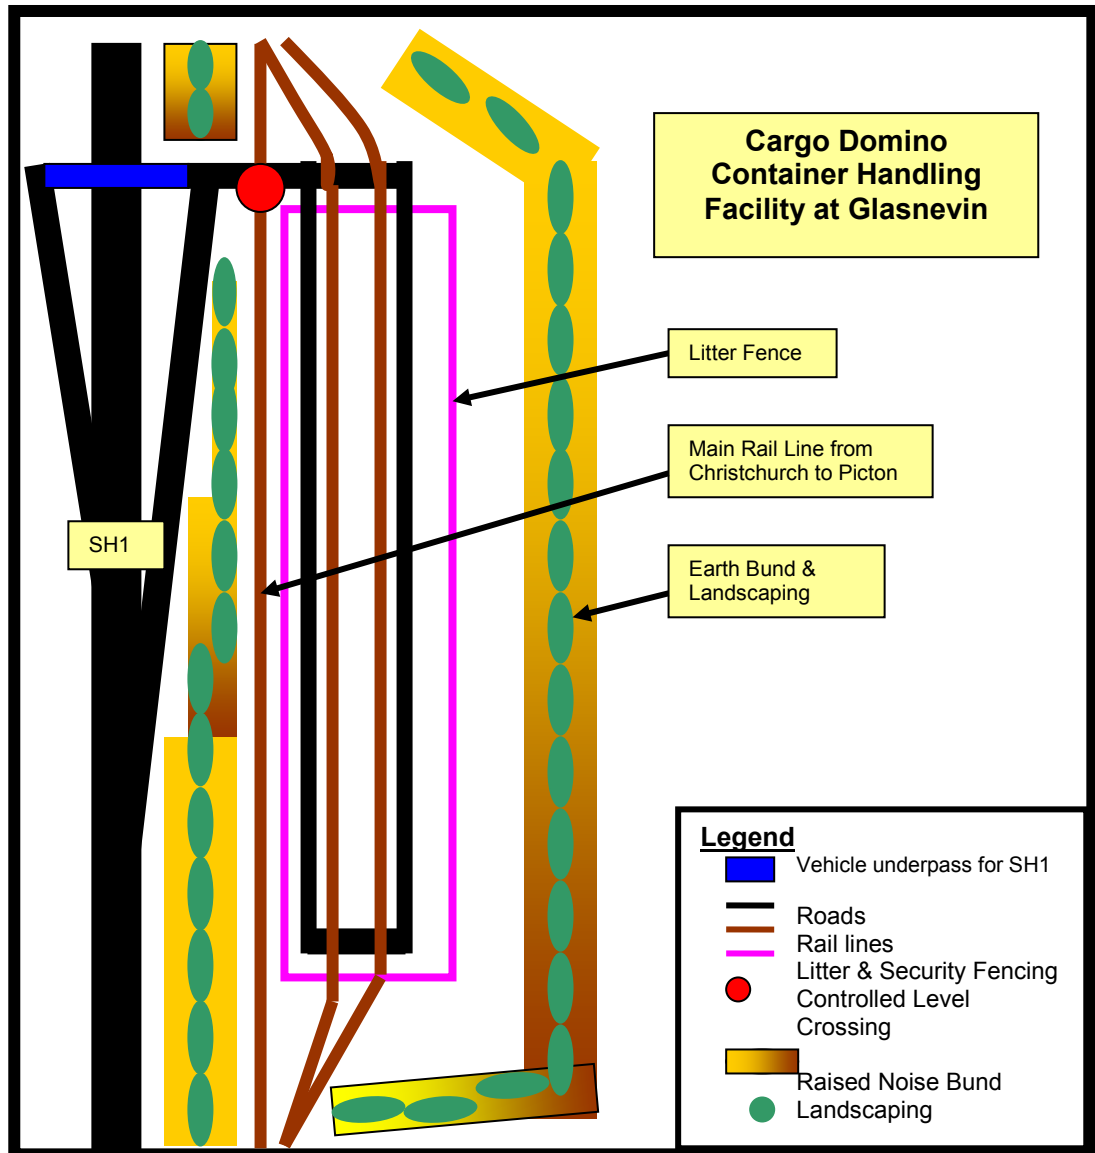 Cargo Domino
Container Handling
Facility at Glasnevin
Litter Fence
Main Rail Line from
Christchurch to Picton
SH1
Earth Bund &
Landscaping
Legend
Vehicle underpass for SH1
Roads
Rail lines
Litter & Security Fencing
Controlled Level
Crossing
Raised Noise Bund
Landscaping